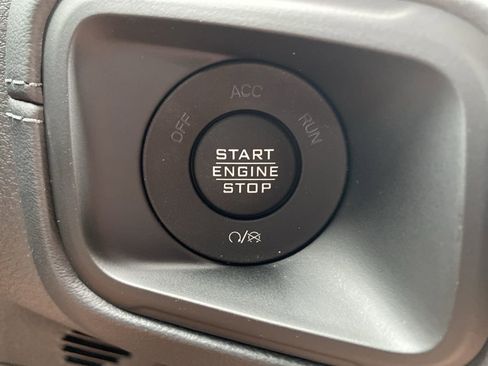 OFF
ACC
RUN
START
ENGINE
STOP